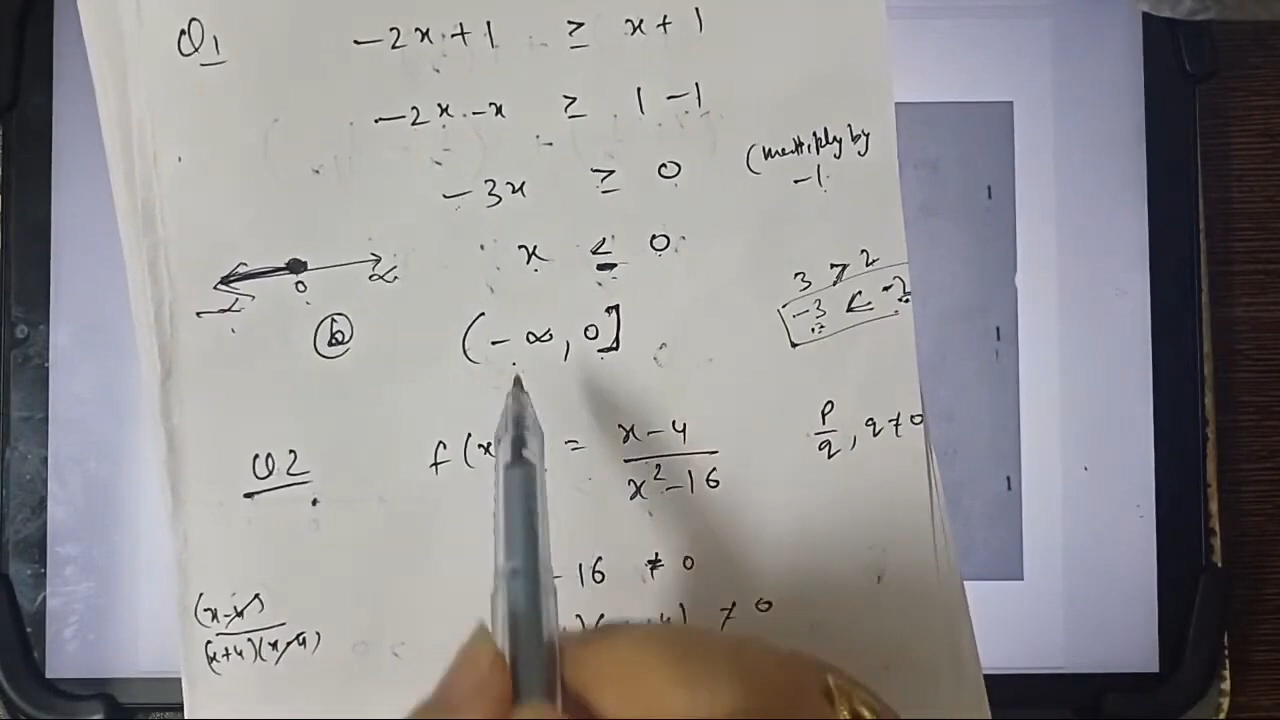 Q1 -2x+1 ≥ x+1
-2x-x ≥ 1-1
-3x ≥ 0 (multiply by -1
x ≤ 0
0
3 > 2
-3 < -2
(b) (-∞, 0]
Q2 f(x = x-4 / x²-16
p/q, q≠0
-16 ≠ 0
≠ 0
(x-4) / (x+4)(x-4)